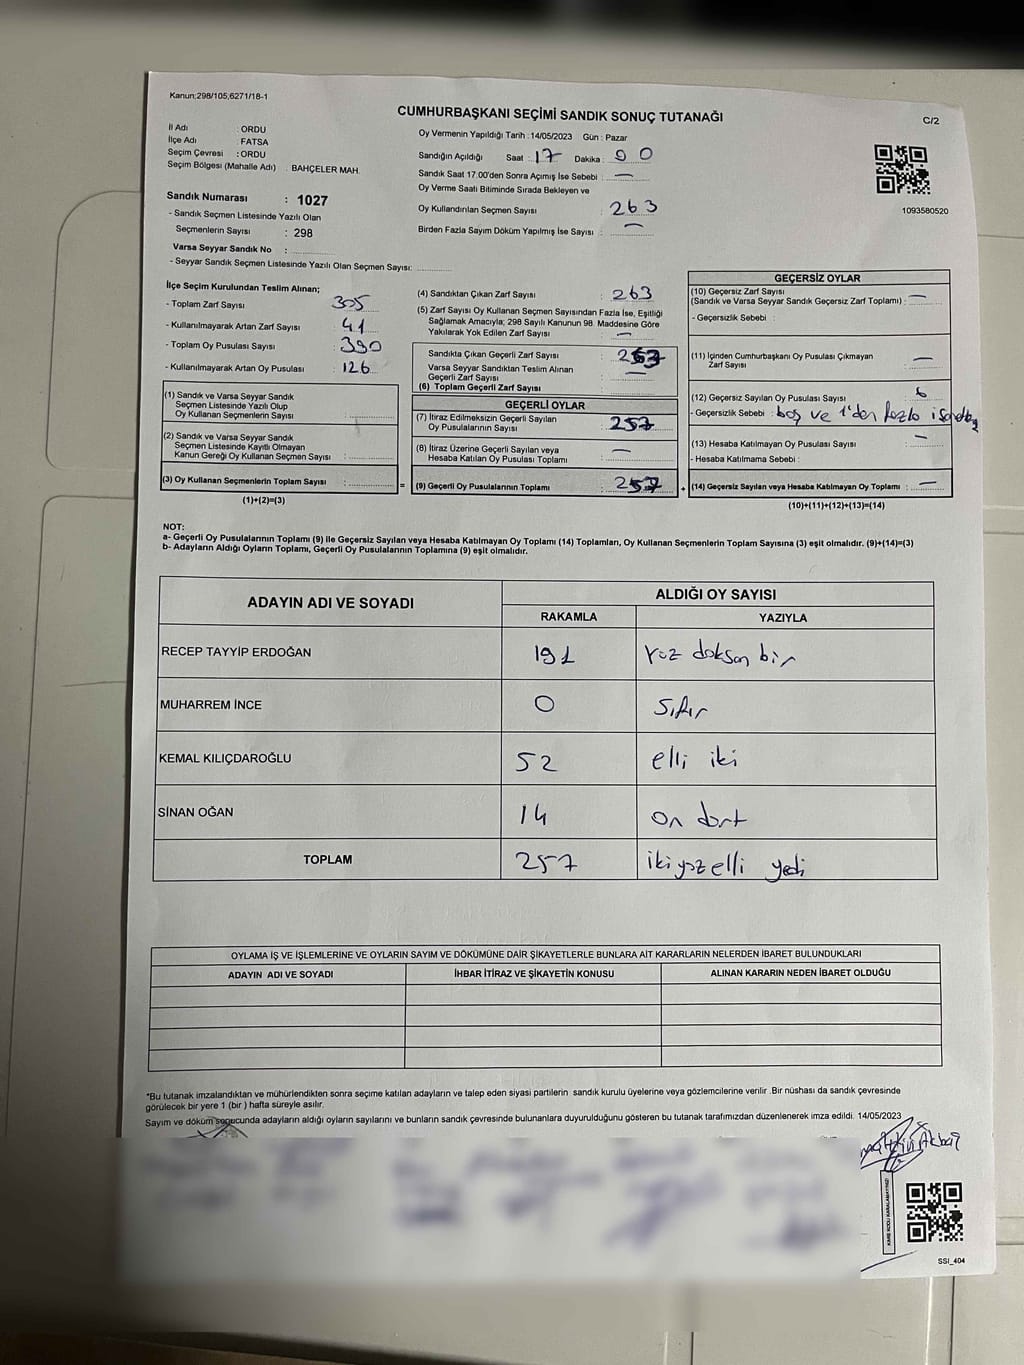 Kanun;298/105,6271/18-1
CUMHURBAŞKANI SEÇİMİ SANDIK SONUÇ TUTANAĞI
C/2
İl Adı : ORDU
İlçe Adı : FATSA
Seçim Çevresi : ORDU
Seçim Bölgesi (Mahalle Adı) : BAHÇELER MAH.
Sandık Numarası : 1027
- Sandık Seçmen Listesinde Yazılı Olan
Seçmenlerin Sayısı : 298
Varsa Seyyar Sandık No :
- Seyyar Sandık Seçmen Listesinde Yazılı Olan Seçmen Sayısı:
Oy Vermenin Yapıldığı Tarih : 14/05/2023 Gün : Pazar
Sandığın Açıldığı Saat : 17 Dakika : 00
Sandık Saat 17.00'den Sonra Açımış İse Sebebi : —
Oy Verme Saati Bitiminde Sırada Bekleyen ve
Oy Kullandırılan Seçmen Sayısı : 263
Birden Fazla Sayım Döküm Yapılmış İse Sayısı : —
1093580520
İlçe Seçim Kurulundan Teslim Alınan;
- Toplam Zarf Sayısı : 305
- Kullanılmayarak Artan Zarf Sayısı : 41
- Toplam Oy Pusulası Sayısı : 390
- Kullanılmayarak Artan Oy Pusulası : 126
(1) Sandık ve Varsa Seyyar Sandık
Seçmen Listesinde Yazılı Olup
Oy Kullanan Seçmenlerin Sayısı :
(2) Sandık ve Varsa Seyyar Sandık
Seçmen Listesinde Kayıtlı Olmayan
Kanun Gereği Oy Kullanan Seçmen Sayısı :
(3) Oy Kullanan Seçmenlerin Toplam Sayısı :
(1)+(2)=(3)
(4) Sandıktan Çıkan Zarf Sayısı : 263
(5) Zarf Sayısı Oy Kullanan Seçmen Sayısından Fazla İse, Eşitliği
Sağlamak Amacıyla; 298 Sayılı Kanunun 98. Maddesine Göre
Yakılarak Yok Edilen Zarf Sayısı : —
Sandıkta Çıkan Geçerli Zarf Sayısı : 263
Varsa Seyyar Sandıktan Teslim Alınan
Geçerli Zarf Sayısı : —
(6) Toplam Geçerli Zarf Sayısı :
GEÇERLİ OYLAR
(7) İtiraz Edilmeksizin Geçerli Sayılan
Oy Pusulalarının Sayısı : 257
(8) İtiraz Üzerine Geçerli Sayılan veya
Hesaba Katılan Oy Pusulası Toplamı : —
= (9) Geçerli Oy Pusulalarının Toplamı : 257 +
GEÇERSİZ OYLAR
(10) Geçersiz Zarf Sayısı
(Sandık ve Varsa Seyyar Sandık Geçersiz Zarf Toplamı) : —
- Geçersizlik Sebebi :
(11) İçinden Cumhurbaşkanı Oy Pusulası Çıkmayan
Zarf Sayısı : —
(12) Geçersiz Sayılan Oy Pusulası Sayısı : 6
- Geçersizlik Sebebi : boş ve 1'den fazla
(13) Hesaba Katılmayan Oy Pusulası Sayısı : —
- Hesaba Katılmama Sebebi :
(14) Geçersiz Sayılan veya Hesaba Katılmayan Oy Toplamı : —
(10)+(11)+(12)+(13)=(14)
NOT:
a- Geçerli Oy Pusulalarının Toplamı (9) ile Geçersiz Sayılan veya Hesaba Katılmayan Oy Toplamı (14) Toplamları, Oy Kullanan Seçmenlerin Toplam Sayısına (3) eşit olmalıdır. (9)+(14)=(3)
b- Adayların Aldığı Oyların Toplamı, Geçerli Oy Pusulalarının Toplamına (9) eşit olmalıdır.
ADAYIN ADI VE SOYADI
ALDIĞI OY SAYISI
RAKAMLA YAZIYLA
RECEP TAYYİP ERDOĞAN 191 yüz doksan bir
MUHARREM İNCE 0 sıfır
KEMAL KILIÇDAROĞLU 52 elli iki
SİNAN OĞAN 14 on dort
TOPLAM 257 ikiyüz elli yedi
OYLAMA İŞ VE İŞLEMLERİNE VE OYLARIN SAYIM VE DÖKÜMÜNE DAİR ŞİKAYETLERLE BUNLARA AİT KARARLARIN NELERDEN İBARET BULUNDUKLARI
ADAYIN ADI VE SOYADI İHBAR İTİRAZ VE ŞİKAYETİN KONUSU ALINAN KARARIN NEDEN İBARET OLDUĞU
*Bu tutanak imzalandıktan ve mühürlendikten sonra seçime katılan adayların ve talep eden siyasi partilerin sandık kurulu üyelerine veya gözlemcilerine verilir .Bir nüshası da sandık çevresinde
görülecek bir yere 1 (bir ) hafta süreyle asılır.
Sayım ve döküm sonucunda adayların aldığı oyların sayılarını ve bunların sandık çevresinde bulunanlara duyurulduğunu gösteren bu tutanak tarafımızdan düzenlenerek imza edildi. 14/05/2023
SSI_404